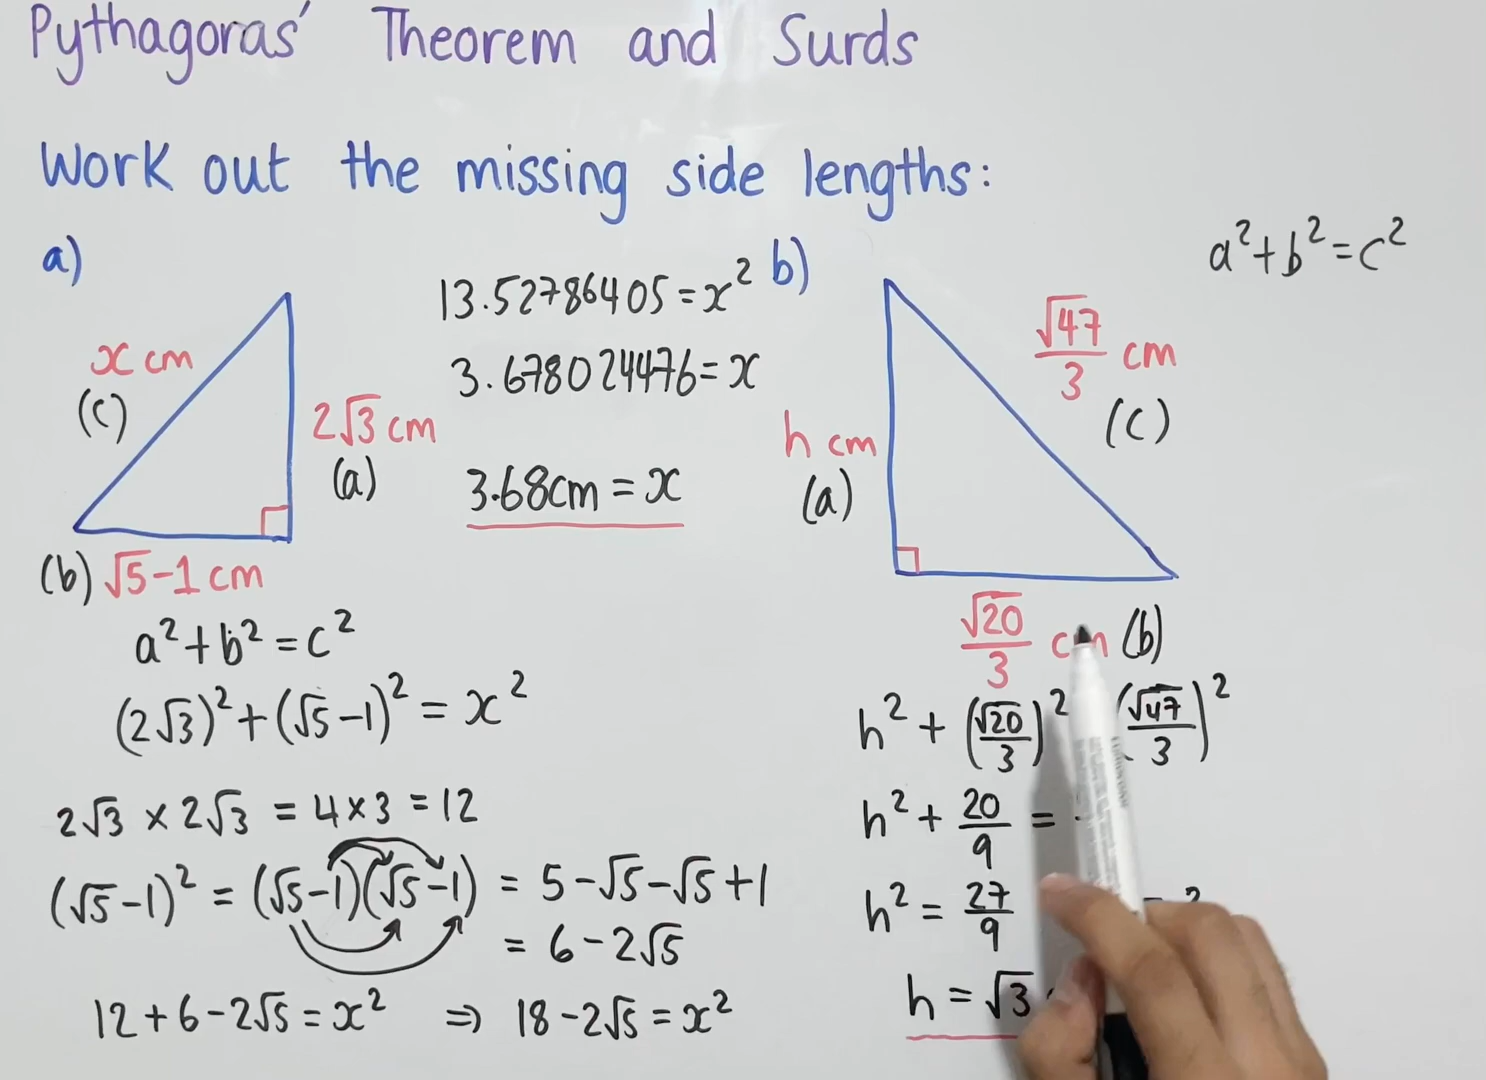 Pythagoras' Theorem and Surds
Work out the missing side lengths:
a)
x cm
(c)
2√3 cm
(a)
(b) √5-1 cm
a²+b²=c²
(2√3)²+(√5-1)²=x²
2√3 × 2√3 = 4×3 = 12
(√5-1)² = (√5-1)(√5-1) = 5-√5-√5+1
= 6-2√5
12+6-2√5=x² ⇒ 18-2√5=x²
13.52786405=x²
3.678024476=x
3.68cm=x
b)
a²+b²=c²
√47/3 cm
(c)
h cm
(a)
√20/3 (b)
h²+(√20/3)² (√47/3)²
h²+20/9=
h²=27/9
h=√3